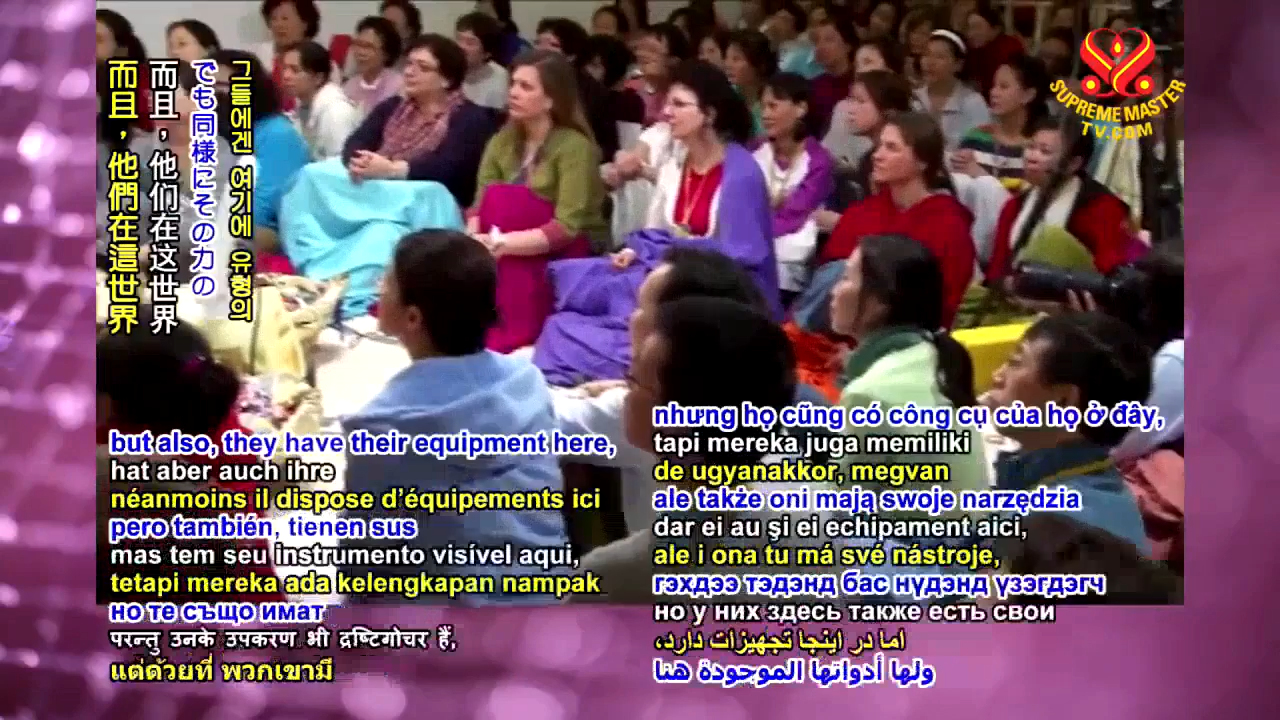 而且，他們在這世界
而且，他们在这世界
でも同様にその力の
그들에겐 여기에 유형의
SUPREME MASTER
TV.COM
but also, they have their equipment here,
hat aber auch ihre
néanmoins il dispose d'équipements ici
pero también, tienen sus
mas tem seu instrumento visível aqui,
tetapi mereka ada kelengkapan nampak
но те също имат
परन्तु उनके उपकरण भी द्रष्टिगोचर हैं,
แต่ด้วยที่ พวกเขามี
nhưng họ cũng có công cụ của họ ở đây,
tapi mereka juga memiliki
de ugyanakkor, megvan
ale także oni mają swoje narzędzia
dar ei au şi ei echipament aici,
ale i ona tu má své nástroje,
гэхдээ тэдэнд бас нүдэнд үзэгдэгч
но у них здесь также есть свои
اما در اینجا تجهیزات دارد،
ولها أدواتها الموجودة هنا